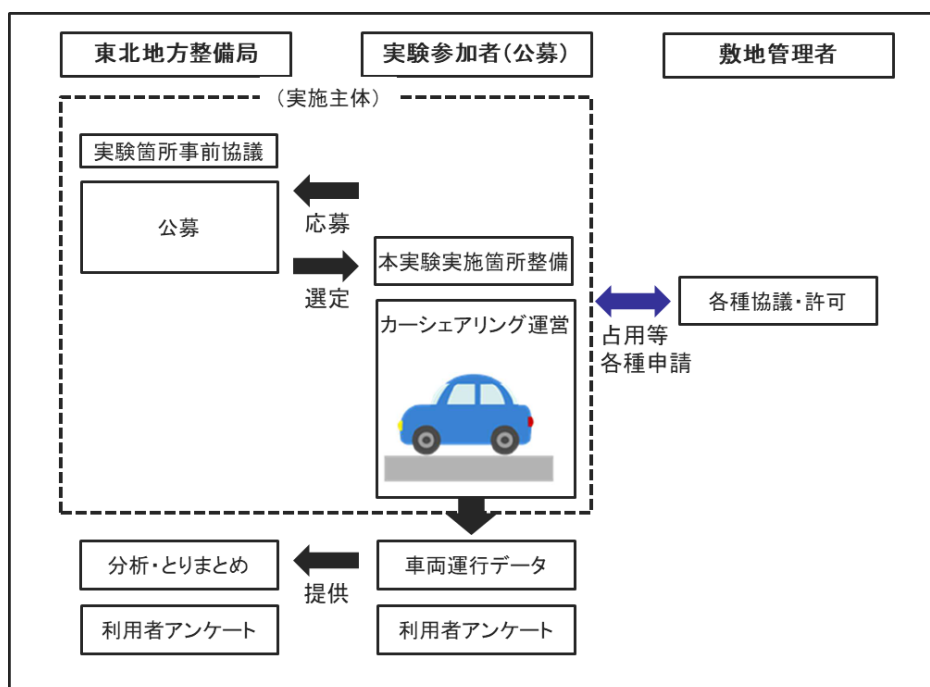 東北地方整備局
実験参加者（公募）
敷地管理者
（実施主体）
実験箇所事前協議
公募
応募
選定
本実験実施箇所整備
カーシェアリング運営
占用等
各種申請
各種協議・許可
分析・とりまとめ
提供
車両運行データ
利用者アンケート
利用者アンケート